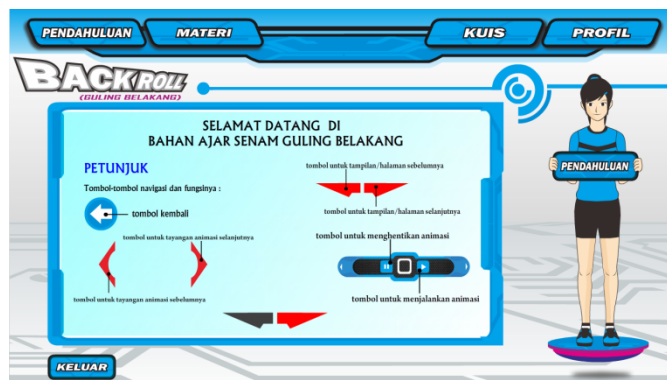 PENDAHULUAN
MATERI
KUIS
PROFIL
BACKROLL
(GULING BELAKANG)
SELAMAT DATANG DI
BAHAN AJAR SENAM GULING BELAKANG
PETUNJUK
Tombol-tombol navigasi dan fungsinya :
tombol kembali
tombol untuk tayangan animasi selanjutnya
tombol untuk tayangan animasi sebelumnya
tombol untuk tampilan/halaman sebelumnya
tombol untuk tampilan/halaman selanjutnya
tombol untuk menghentikan animasi
tombol untuk menjalankan animasi
PENDAHULUAN
KELUAR